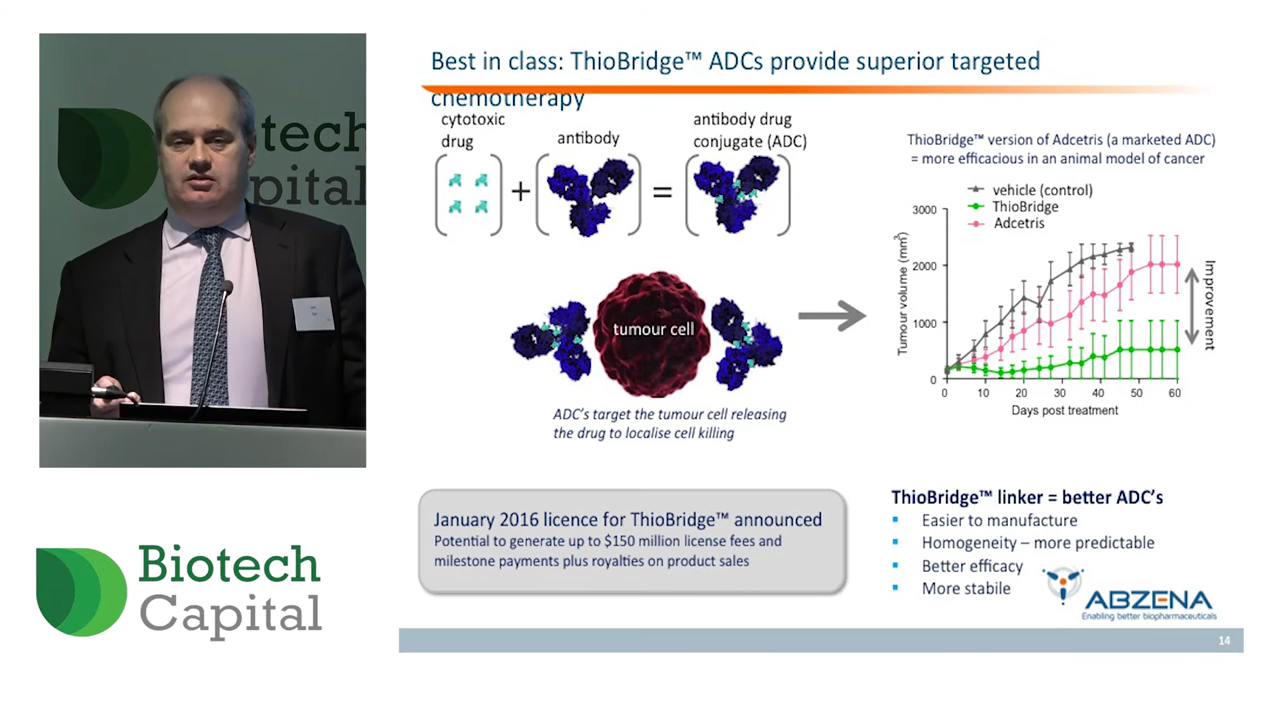 Best in class: ThioBridge™ ADCs provide superior targeted
chemotherapy
cytotoxic
drug
antibody
antibody drug
conjugate (ADC)
+
=
tumour cell
ADC's target the tumour cell releasing
the drug to localise cell killing
ThioBridge™ version of Adcetris (a marketed ADC)
= more efficacious in an animal model of cancer
vehicle (control)
ThioBridge
Adcetris
Tumour volume (mm³)
3000
2000
1000
0
0 10 20 30 40 50 60
Days post treatment
Improvement
January 2016 licence for ThioBridge™ announced
Potential to generate up to $150 million license fees and
milestone payments plus royalties on product sales
ThioBridge™ linker = better ADC's
Easier to manufacture
Homogeneity – more predictable
Better efficacy
More stabile
ABZENA
Enabling better biopharmaceuticals
14
iotech
apital
Biotech
Capital